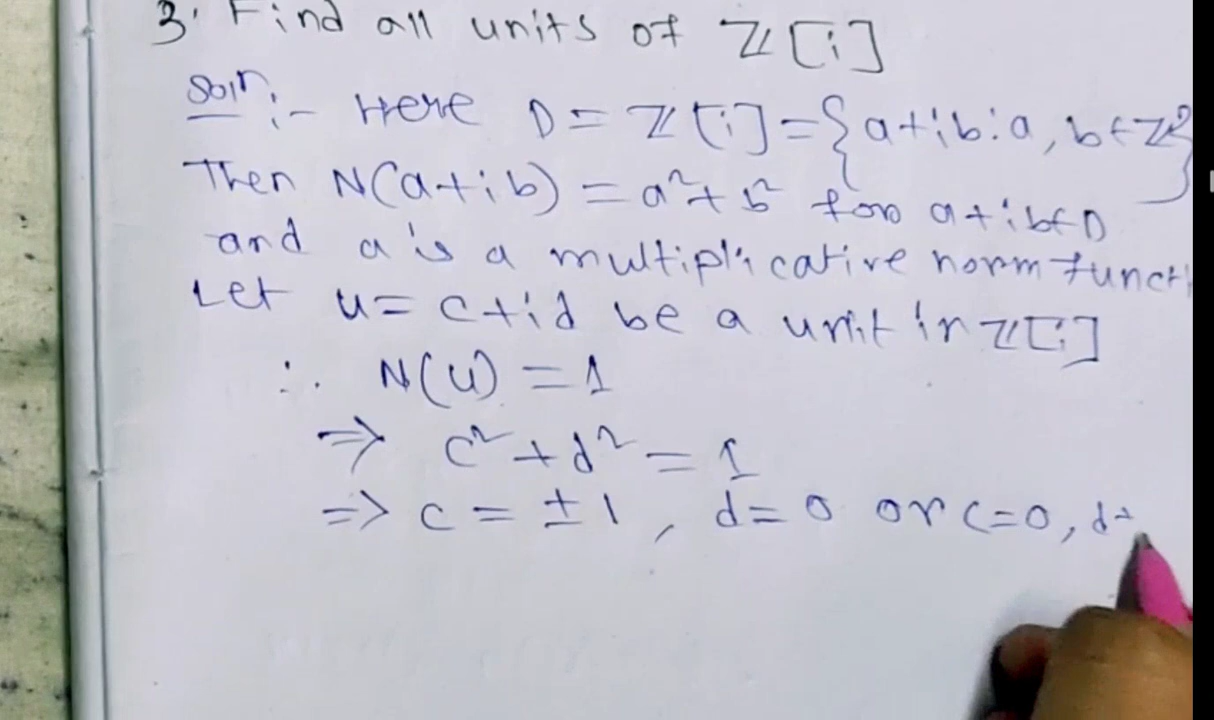 3. Find all units of ℤ[i]
Soln:- Here D = ℤ[i] = {a+ib : a, b ∈ ℤ}
Then N(a+ib) = a² + b² for a+ib ∈ D
and a is a multiplicative norm functi
Let u = c+id be a unit in ℤ[i]
∴ N(u) = 1
⇒ c² + d² = 1
⇒ c = ±1, d = 0 or c=0, d